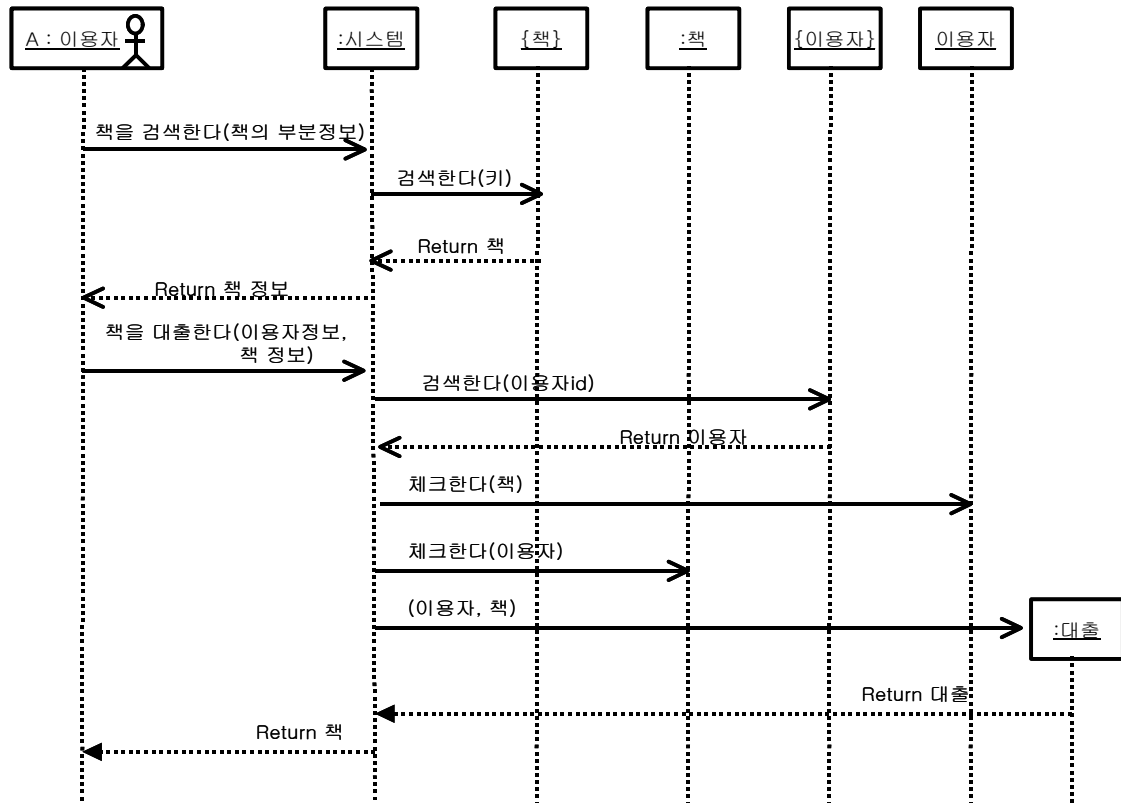 A : 이용자
:시스템
{책}
:책
{이용자}
이용자
책을 검색한다(책의 부분정보)
검색한다(키)
Return 책
Return 책 정보
책을 대출한다(이용자정보,
책 정보)
검색한다(이용자id)
Return 이용자
체크한다(책)
체크한다(이용자)
(이용자, 책)
:대출
Return 대출
Return 책